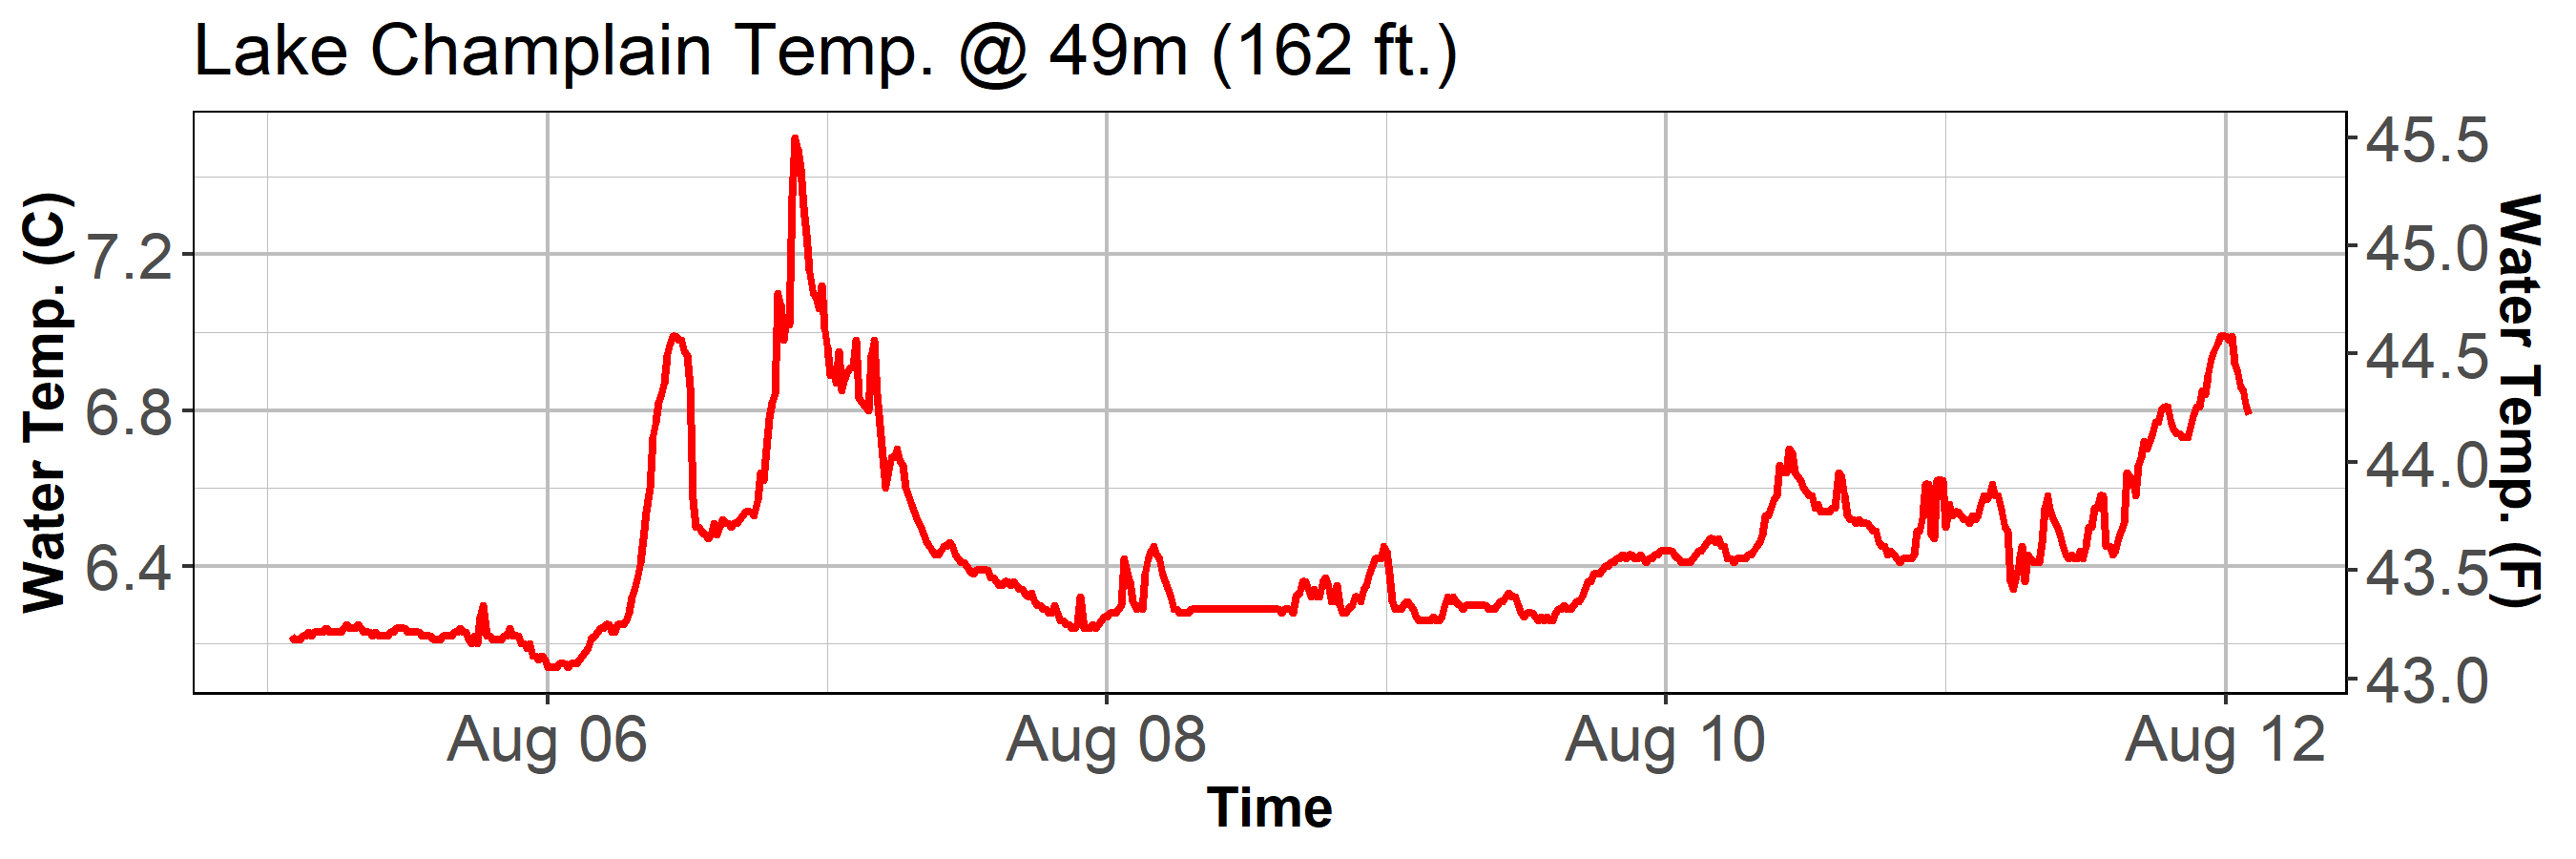 Lake Champlain Temp. @ 49m (162 ft.)
Water Temp. (C)
7.2
6.8
6.4
45.5
45.0
44.5
44.0
43.5
43.0
Water Temp. (F)
Aug 06 Aug 08 Aug 10 Aug 12
Time